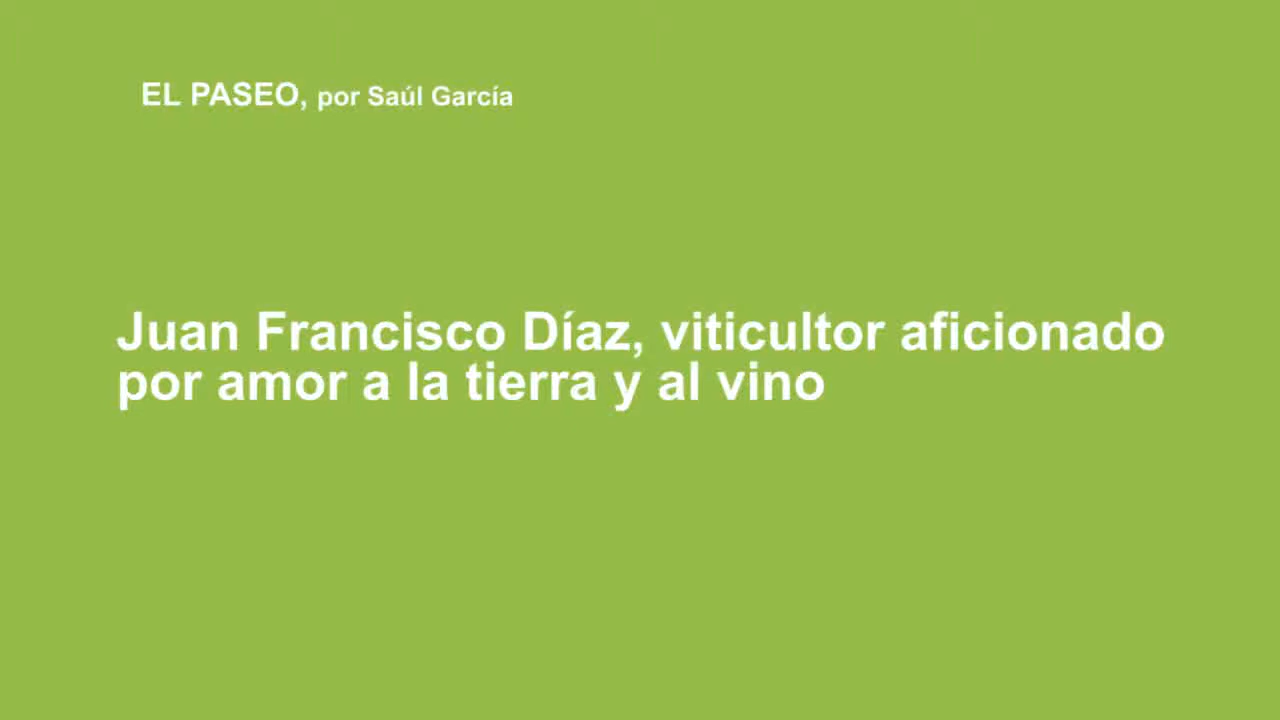 EL PASEO, por Saúl García
Juan Francisco Díaz, viticultor aficionado
por amor a la tierra y al vino